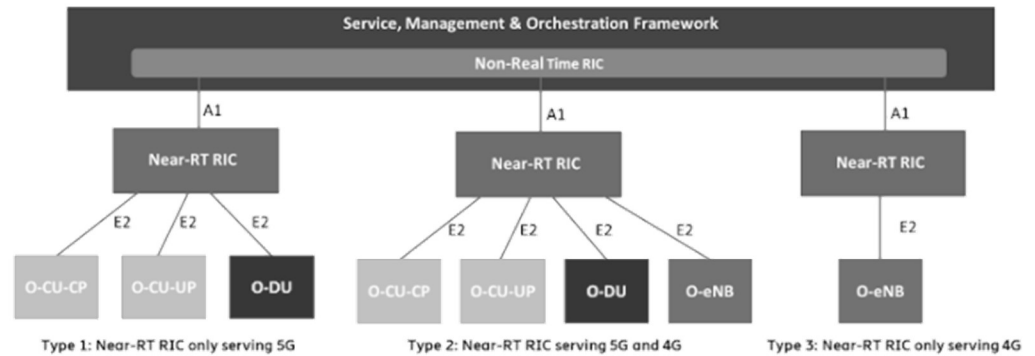 Service, Management & Orchestration Framework
Non-Real Time RIC
A1 A1 A1
Near-RT RIC Near-RT RIC Near-RT RIC
E2 E2 E2 E2 E2 E2 E2 E2
O-CU-CP O-CU-UP O-DU O-CU-CP O-CU-UP O-DU O-eNB O-eNB
Type 1: Near-RT RIC only serving 5G Type 2: Near-RT RIC serving 5G and 4G Type 3: Near-RT RIC only serving 4G